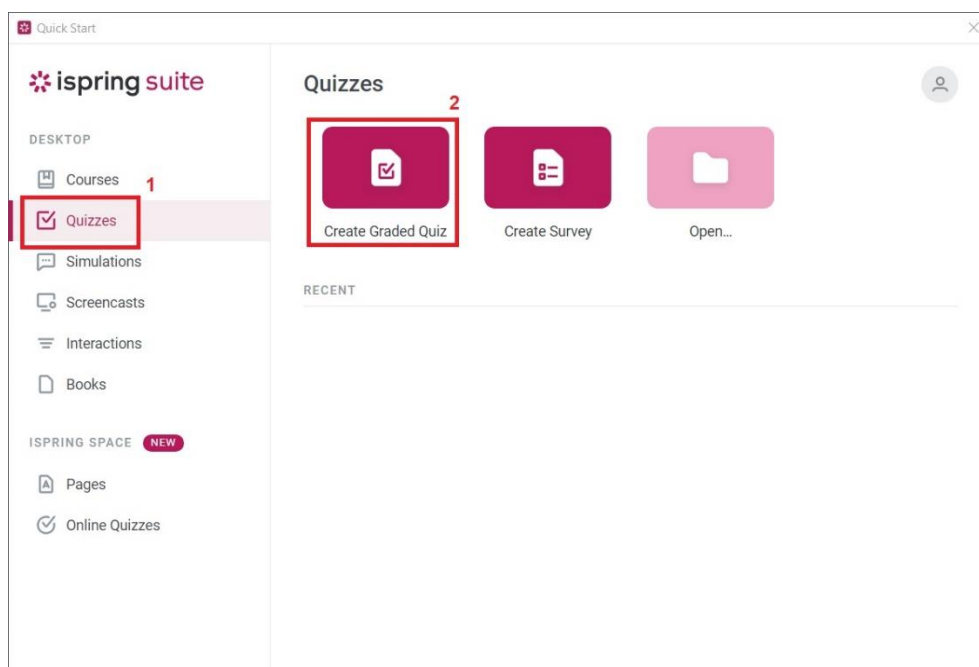 Quick Start
ispring suite
DESKTOP
Courses
1
Quizzes
Simulations
Screencasts
Interactions
Books
ISPRING SPACE NEW
Pages
Online Quizzes
Quizzes
2
Create Graded Quiz
Create Survey
Open...
RECENT